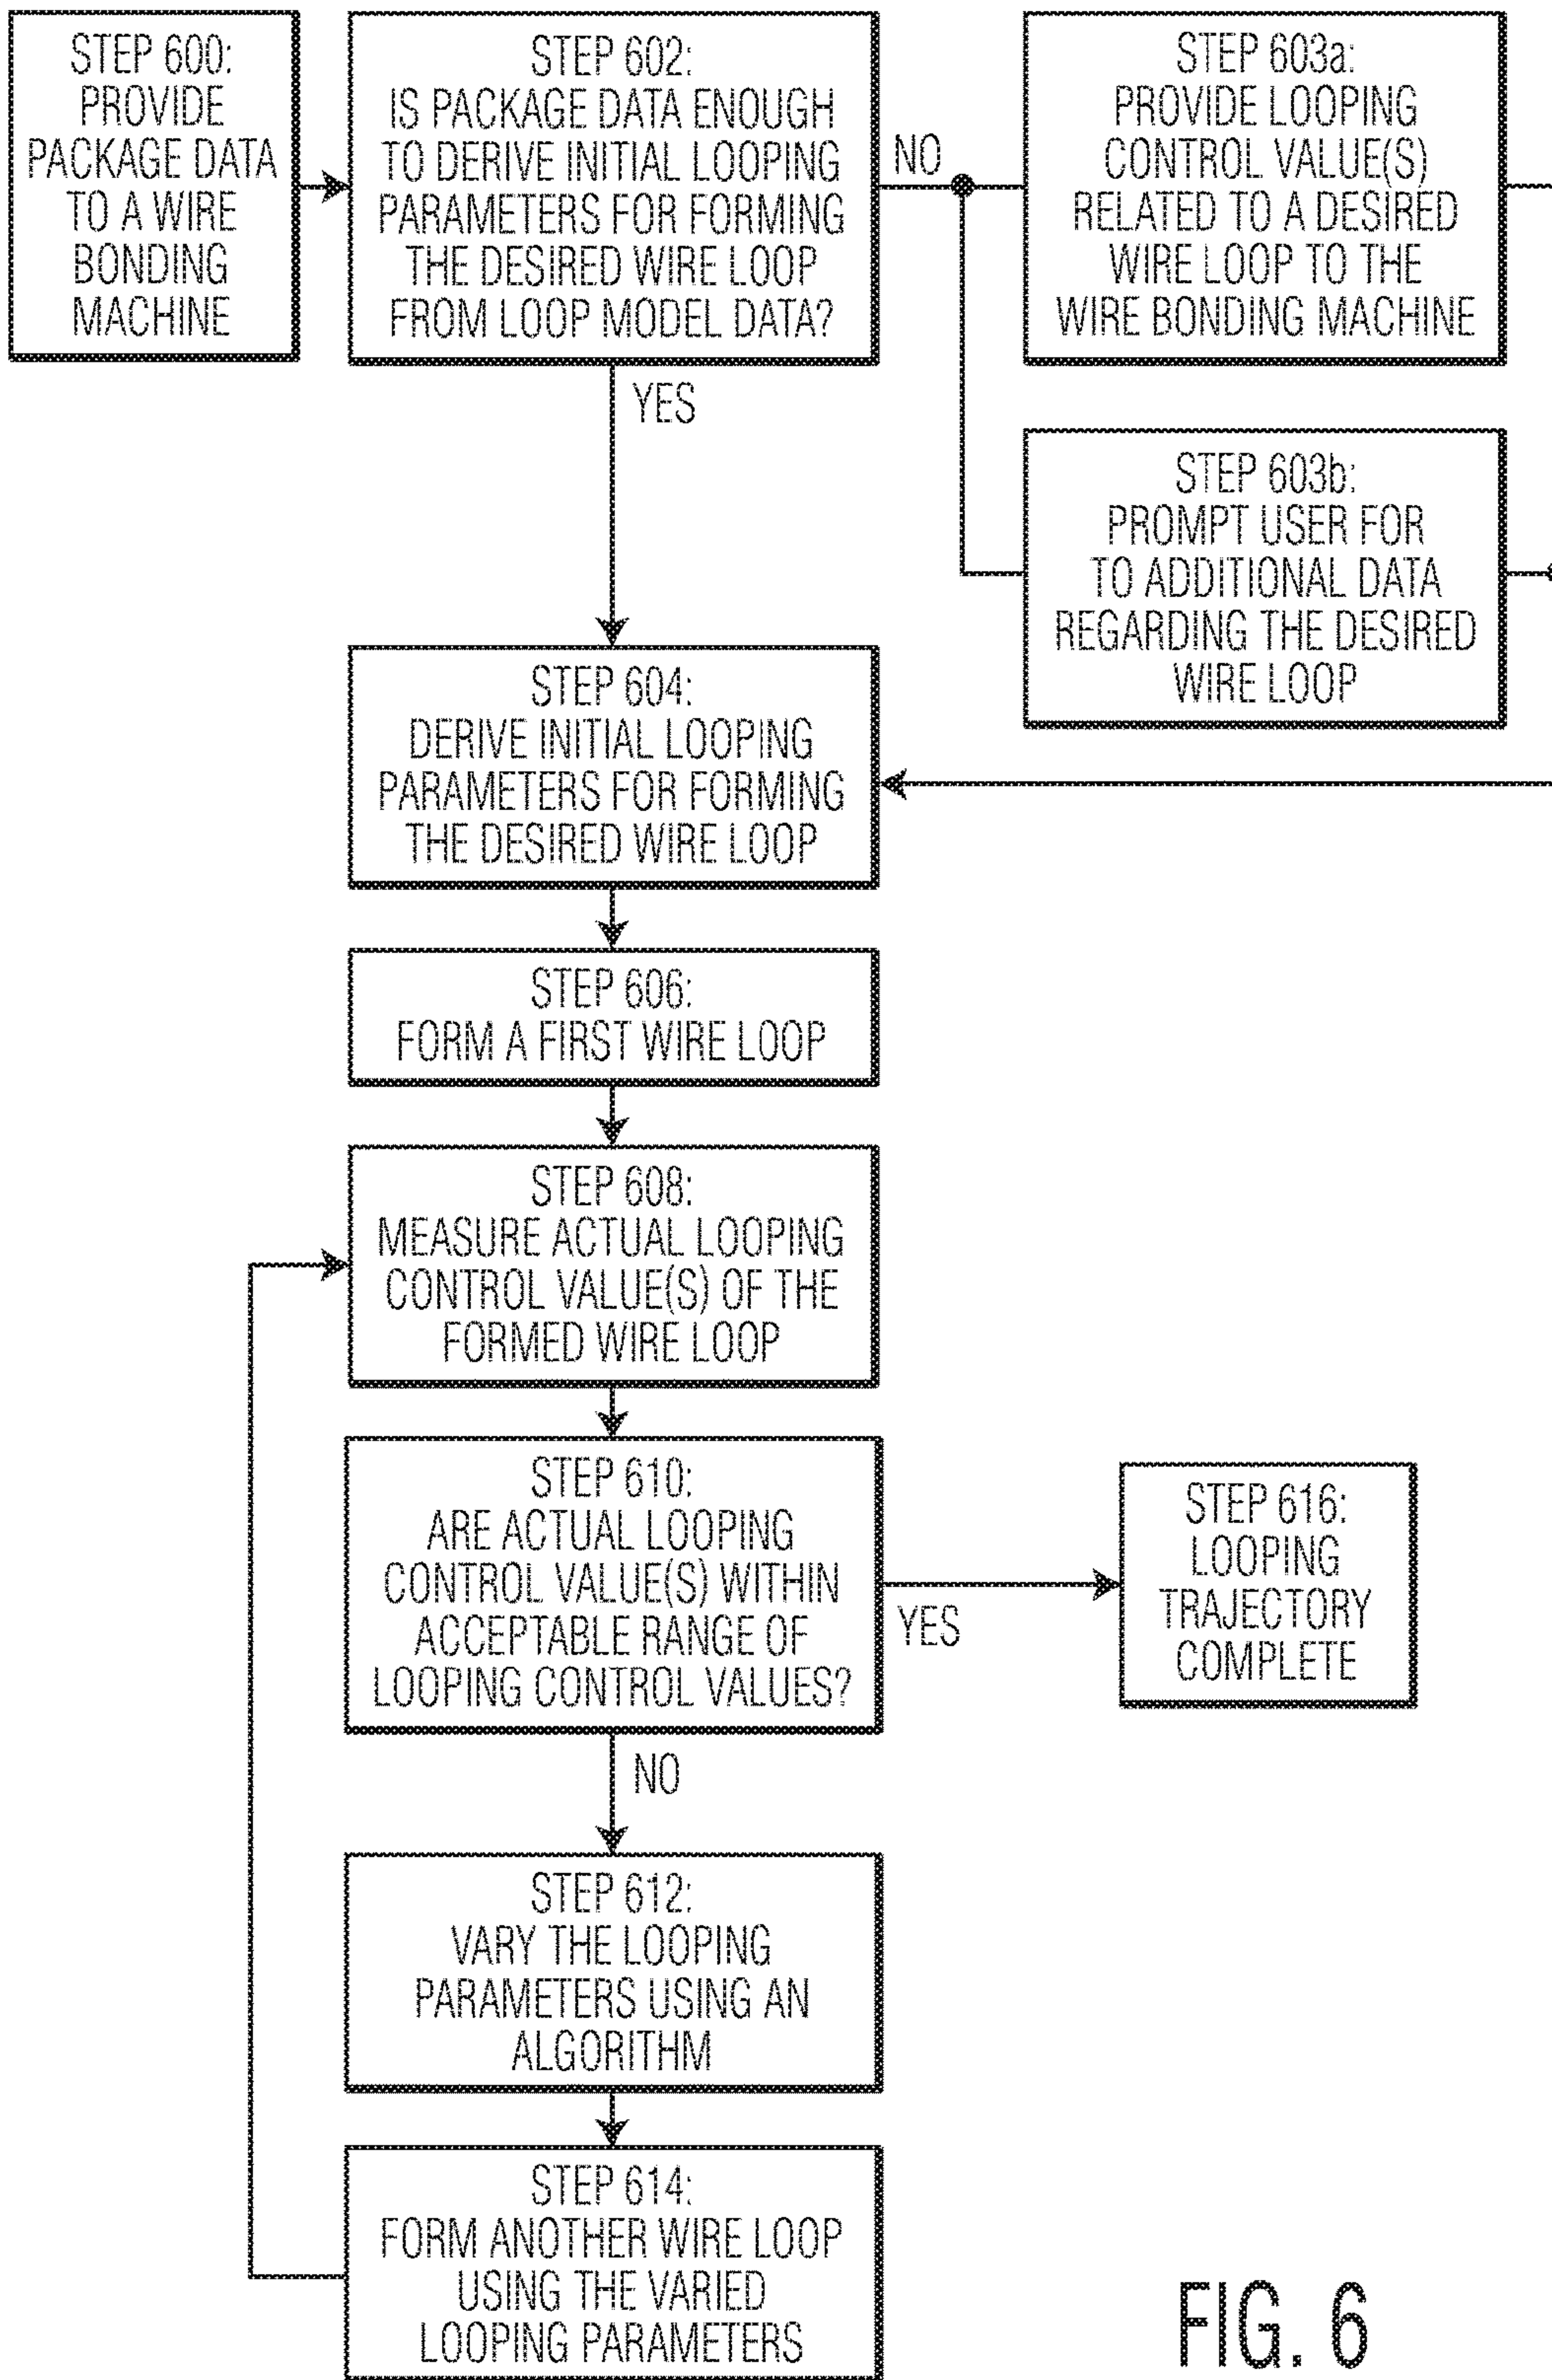 STEP 600:
PROVIDE
PACKAGE DATA
TO A WIRE
BONDING
MACHINE
STEP 602:
IS PACKAGE DATA ENOUGH
TO DERIVE INITIAL LOOPING
PARAMETERS FOR FORMING
THE DESIRED WIRE LOOP
FROM LOOP MODEL DATA?
NO
STEP 603a:
PROVIDE LOOPING
CONTROL VALUE(S)
RELATED TO A DESIRED
WIRE LOOP TO THE
WIRE BONDING MACHINE
YES
STEP 603b:
PROMPT USER FOR
TO ADDITIONAL DATA
REGARDING THE DESIRED
WIRE LOOP
STEP 604:
DERIVE INITIAL LOOPING
PARAMETERS FOR FORMING
THE DESIRED WIRE LOOP
STEP 606:
FORM A FIRST WIRE LOOP
STEP 608:
MEASURE ACTUAL LOOPING
CONTROL VALUE(S) OF THE
FORMED WIRE LOOP
STEP 610:
ARE ACTUAL LOOPING
CONTROL VALUE(S) WITHIN
ACCEPTABLE RANGE OF
LOOPING CONTROL VALUES?
YES
STEP 616:
LOOPING
TRAJECTORY
COMPLETE
NO
STEP 612:
VARY THE LOOPING
PARAMETERS USING AN
ALGORITHM
STEP 614:
FORM ANOTHER WIRE LOOP
USING THE VARIED
LOOPING PARAMETERS
FIG. 6